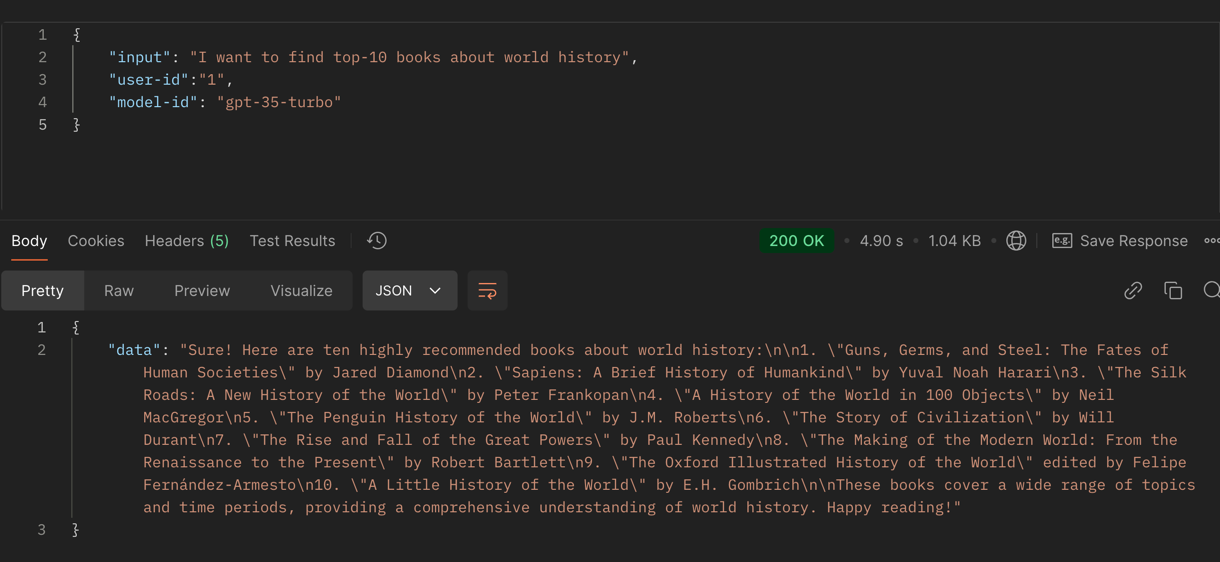 1 {
2 "input": "I want to find top-10 books about world history",
3 "user-id":"1",
4 "model-id": "gpt-35-turbo"
5 }
Body Cookies Headers (5) Test Results 200 OK • 4.90 s • 1.04 KB • e.g. Save Response
Pretty Raw Preview Visualize JSON
1 {
2 "data": "Sure! Here are ten highly recommended books about world history:\n\n1. \"Guns, Germs, and Steel: The Fates of
Human Societies\" by Jared Diamond\n2. \"Sapiens: A Brief History of Humankind\" by Yuval Noah Harari\n3. \"The Silk
Roads: A New History of the World\" by Peter Frankopan\n4. \"A History of the World in 100 Objects\" by Neil
MacGregor\n5. \"The Penguin History of the World\" by J.M. Roberts\n6. \"The Story of Civilization\" by Will
Durant\n7. \"The Rise and Fall of the Great Powers\" by Paul Kennedy\n8. \"The Making of the Modern World: From the
Renaissance to the Present\" by Robert Bartlett\n9. \"The Oxford Illustrated History of the World\" edited by Felipe
Fernández-Armesto\n10. \"A Little History of the World\" by E.H. Gombrich\n\nThese books cover a wide range of topics
and time periods, providing a comprehensive understanding of world history. Happy reading!"
3 }